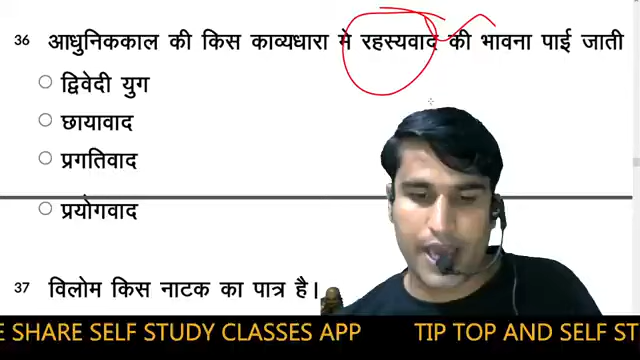 36 आधुनिककाल की किस काव्यधारा मे रहस्यवाद की भावना पाई जाती
द्विवेदी युग
छायावाद
प्रगतिवाद
प्रयोगवाद
37 विलोम किस नाटक का पात्र है।
E SHARE SELF STUDY CLASSES APP TIP TOP AND SELF ST